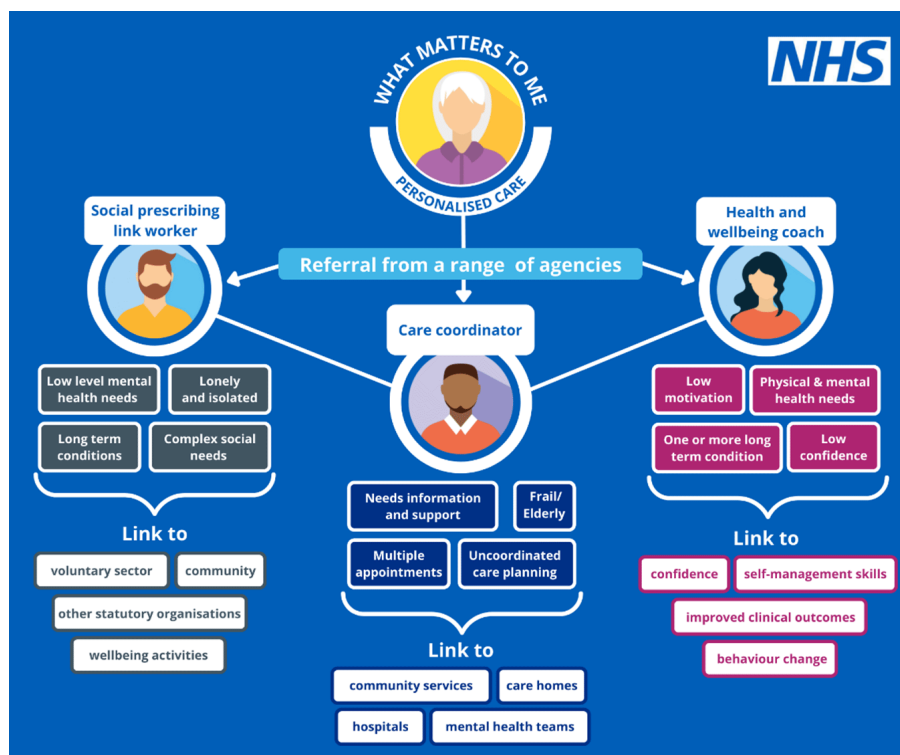 WHAT MATTERS TO ME
NHS
PERSONALISED CARE
Social prescribing
link worker
Health and
wellbeing coach
Referral from a range of agencies
Care coordinator
Low level mental
health needs
Lonely
and isolated
Long term
conditions
Complex social
needs
Link to
voluntary sector
community
other statutory organisations
wellbeing activities
Needs information
and support
Frail/
Elderly
Multiple
appointments
Uncoordinated
care planning
Link to
community services
care homes
hospitals
mental health teams
Low
motivation
Physical & mental
health needs
One or more long
term condition
Low
confidence
Link to
confidence
self-management skills
improved clinical outcomes
behaviour change